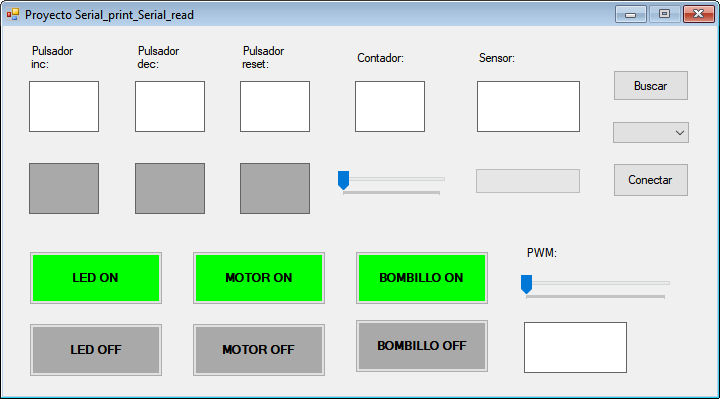 Proyecto Serial_print_Serial_read
Pulsador
inc:
Pulsador
dec:
Pulsador
reset:
Contador:
Sensor:
Buscar
Conectar
LED ON
MOTOR ON
BOMBILLO ON
PWM:
LED OFF
MOTOR OFF
BOMBILLO OFF